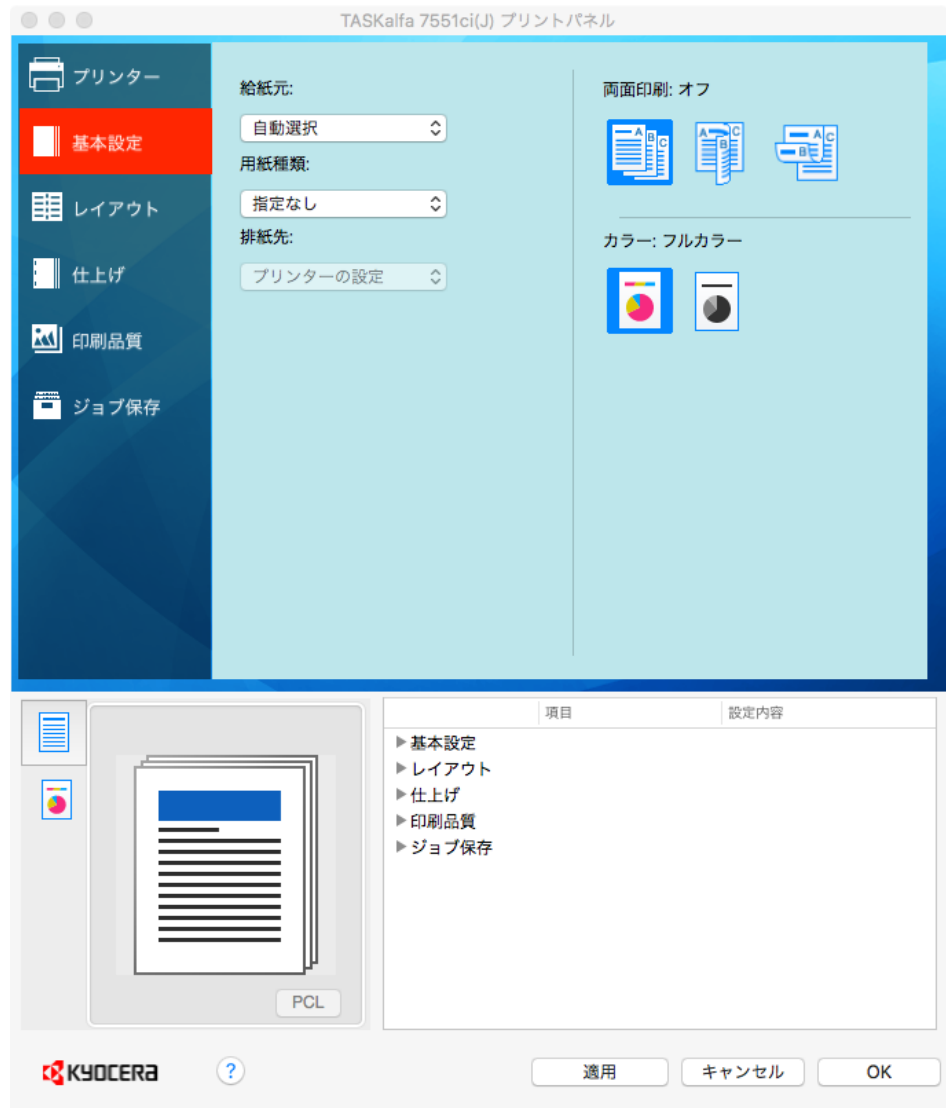 TASKalfa 7551ci(J) プリントパネル
プリンター
基本設定
レイアウト
仕上げ
印刷品質
ジョブ保存
給紙元:
自動選択
用紙種類:
指定なし
排紙先:
プリンターの設定
両面印刷: オフ
A B C
A B C
A B C
カラー: フルカラー
項目 設定内容
基本設定
レイアウト
仕上げ
印刷品質
ジョブ保存
PCL
KYOCERA
?
適用 キャンセル OK